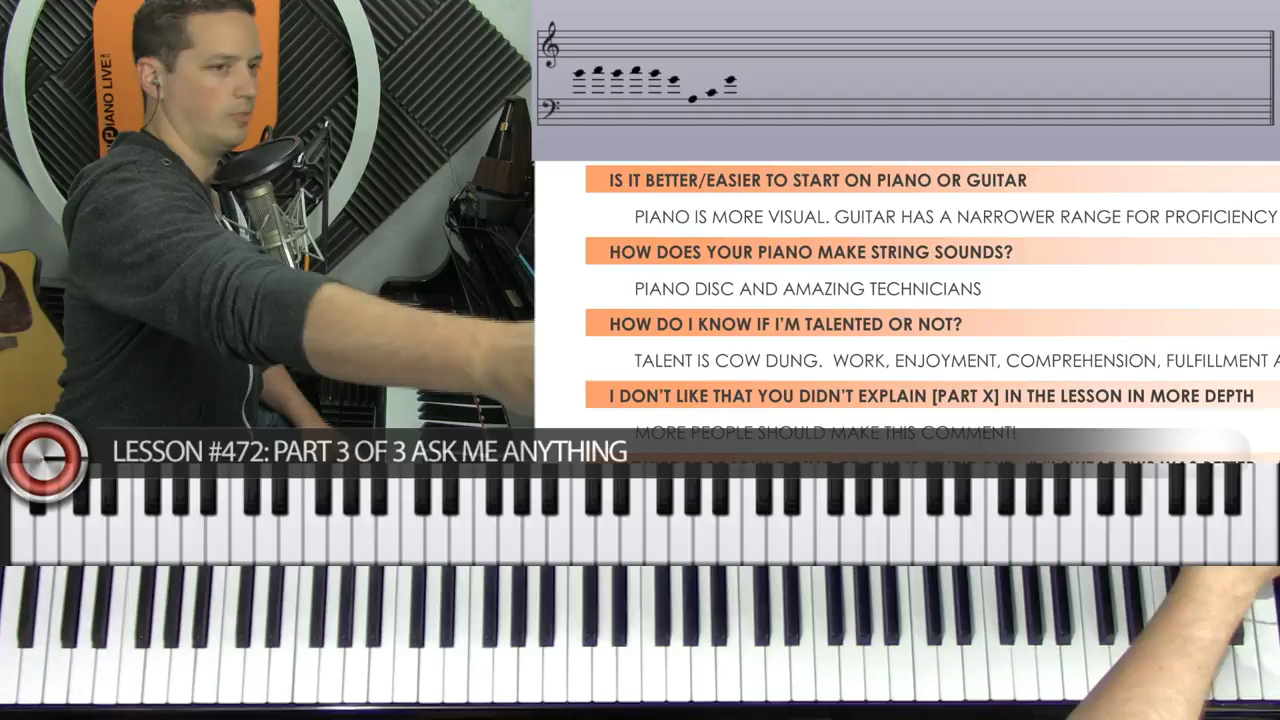 PIANO LIVE
IS IT BETTER/EASIER TO START ON PIANO OR GUITAR
PIANO IS MORE VISUAL. GUITAR HAS A NARROWER RANGE FOR PROFICIENCY
HOW DOES YOUR PIANO MAKE STRING SOUNDS?
PIANO DISC AND AMAZING TECHNICIANS
HOW DO I KNOW IF I'M TALENTED OR NOT?
TALENT IS COW DUNG. WORK, ENJOYMENT, COMPREHENSION, FULFILLMENT A
I DON'T LIKE THAT YOU DIDN'T EXPLAIN [PART X] IN THE LESSON IN MORE DEPTH
MORE PEOPLE SHOULD MAKE THIS COMMENT!
LESSON #472: PART 3 OF 3 ASK ME ANYTHING